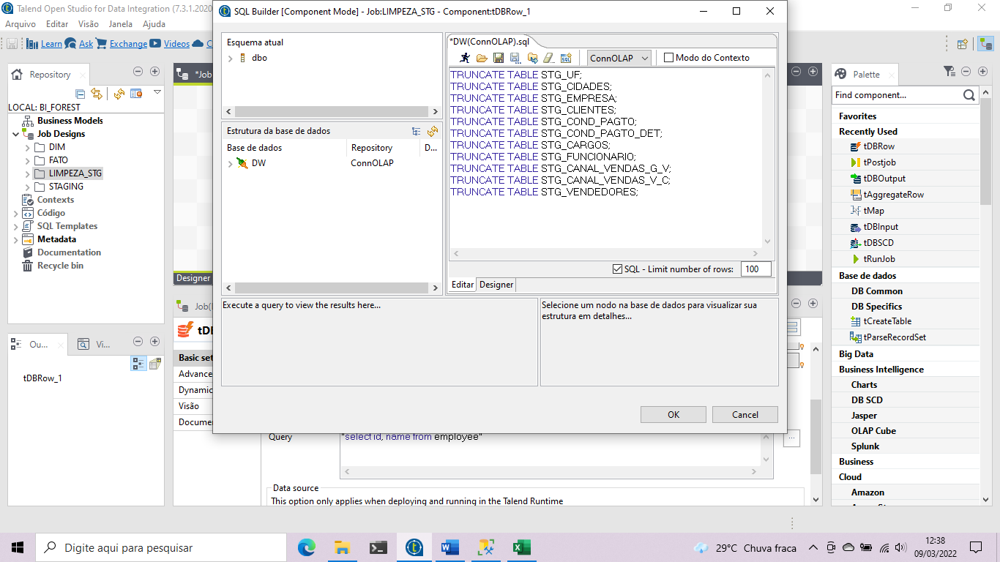 Talend Open Studio for Data Integration (7.3.1.2020
Arquivo Editar Visão Janela Ajuda
Learn Ask Exchange Videos
SQL Builder [Component Mode] - Job:LIMPEZA_STG - Component:tDBRow_1
Repository
LOCAL: BI_FOREST
Business Models
Job Designs
DIM
FATO
LIMPEZA_STG
STAGING
Contexts
Código
SQL Templates
Metadata
Documentation
Recycle bin
Ou... Vi...
tDBRow_1
*Job
Designer
Esquema atual
dbo
Estrutura da base de dados
Base de dados Repository D...
DW ConnOLAP
*DW(ConnOLAP).sql
ConnOLAP Modo do Contexto
TRUNCATE TABLE STG_UF;
TRUNCATE TABLE STG_CIDADES;
TRUNCATE TABLE STG_EMPRESA;
TRUNCATE TABLE STG_CLIENTES;
TRUNCATE TABLE STG_COND_PAGTO;
TRUNCATE TABLE STG_COND_PAGTO_DET;
TRUNCATE TABLE STG_CARGOS;
TRUNCATE TABLE STG_FUNCIONARIO;
TRUNCATE TABLE STG_CANAL_VENDAS_G_V;
TRUNCATE TABLE STG_CANAL_VENDAS_V_C;
TRUNCATE TABLE STG_VENDEDORES;
SQL - Limit number of rows: 100
Editar Designer
Execute a query to view the results here...
Selecione um nodo na base de dados para visualizar sua
estrutura em detalhes...
OK Cancel
Job(
tDB
Basic set
Advance
Dynamic
Visão
Docume
Query "select id, name from employee" ...
Data source
This option only applies when deploying and running in the Talend Runtime
Palette
Find component...
Favorites
Recently Used
tDBRow
tPostjob
tDBOutput
tAggregateRow
tMap
tDBInput
tDBSCD
tRunJob
Base de dados
DB Common
DB Specifics
tCreateTable
tParseRecordSet
Big Data
Business Intelligence
Charts
DB SCD
Jasper
OLAP Cube
Splunk
Business
Cloud
Amazon
Digite aqui para pesquisar
29°C Chuva fraca
12:38
09/03/2022